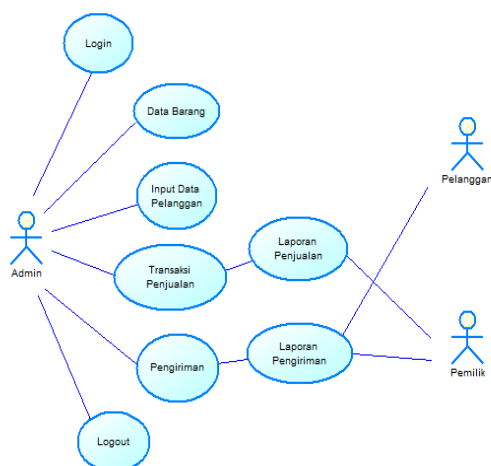 Login
Data Barang
Input Data
Pelanggan
Admin
Transaksi
Penjualan
Laporan
Penjualan
Pelanggan
Pengiriman
Laporan
Pengiriman
Pemilik
Logout